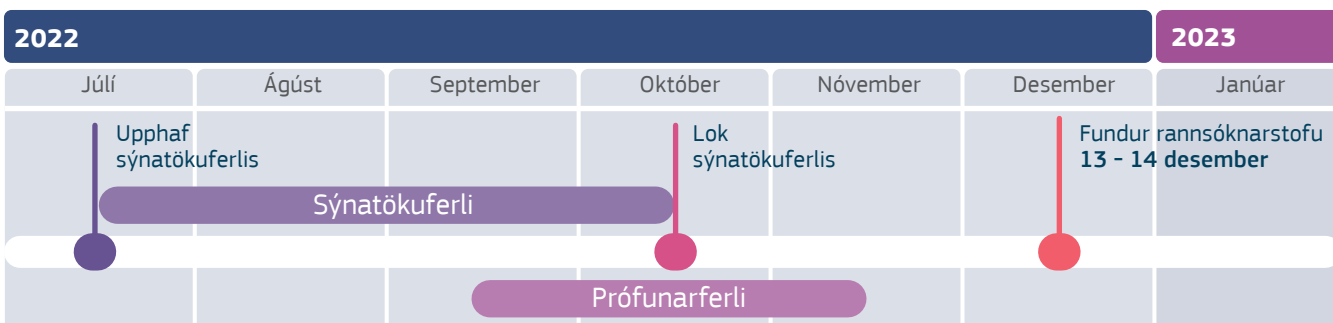 2022
2023
Júlí
Ágúst
September
Október
Nóvember
Desember
Janúar
Upphaf
sýnatökuferlis
Lok
sýnatökuferlis
Fundur rannsóknarstofu
13 - 14 desember
Sýnatökuferli
Prófunarferli